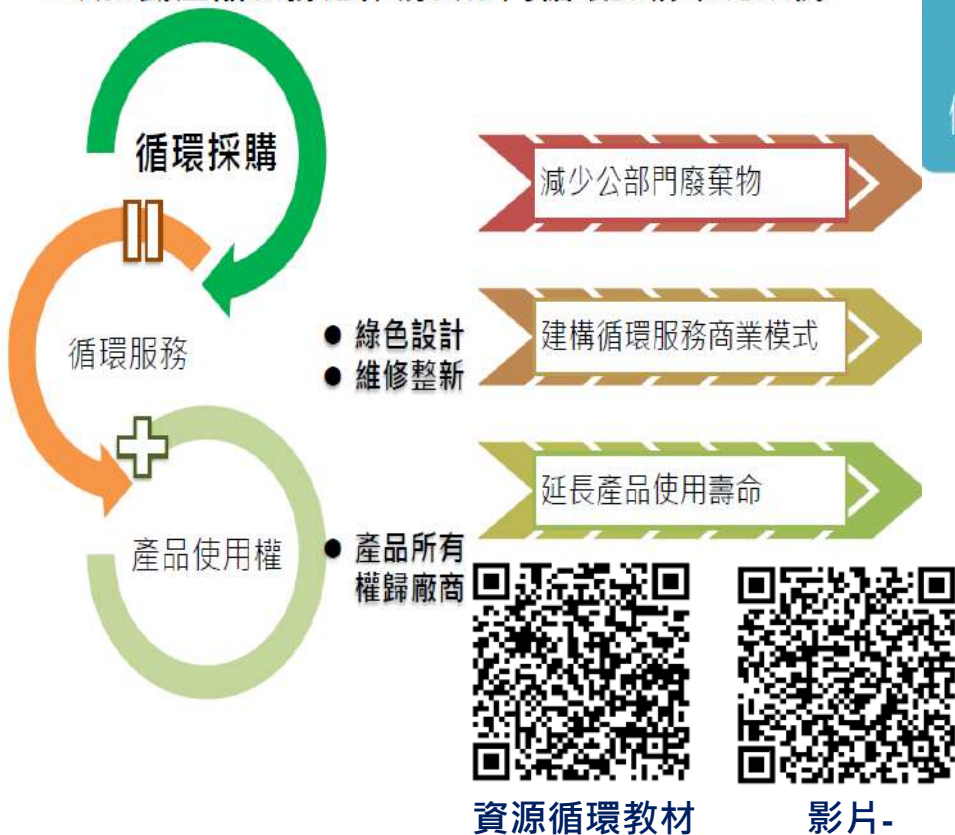 循環採購
減少公部門廢棄物
循環服務
● 綠色設計
● 維修整新
建構循環服務商業模式
延長產品使用壽命
產品使用權
● 產品所有
權歸廠商
資源循環教材
影片-